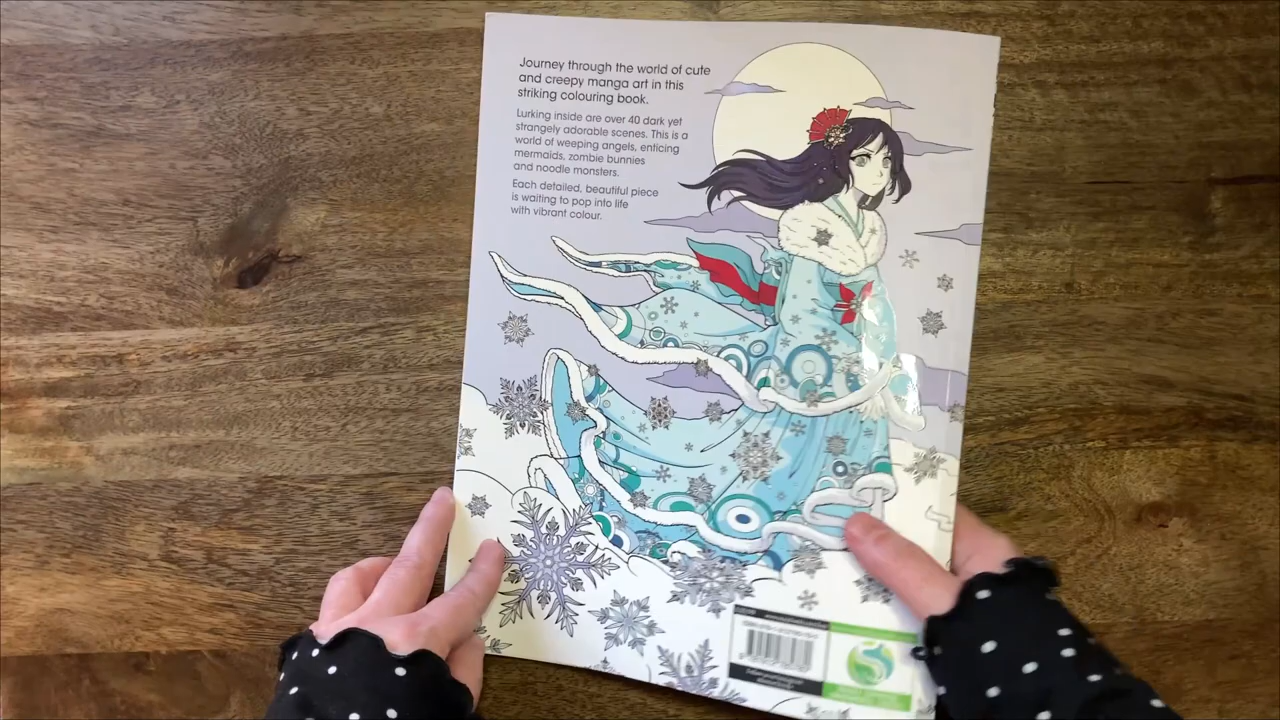 Journey through the world of cute
and creepy manga art in this
striking colouring book.
Lurking inside are over 40 dark yet
strangely adorable scenes. This is a
world of weeping angels, enticing
mermaids, zombie bunnies
and noodle monsters.
Each detailed, beautiful piece
is waiting to pop into life
with vibrant colour.